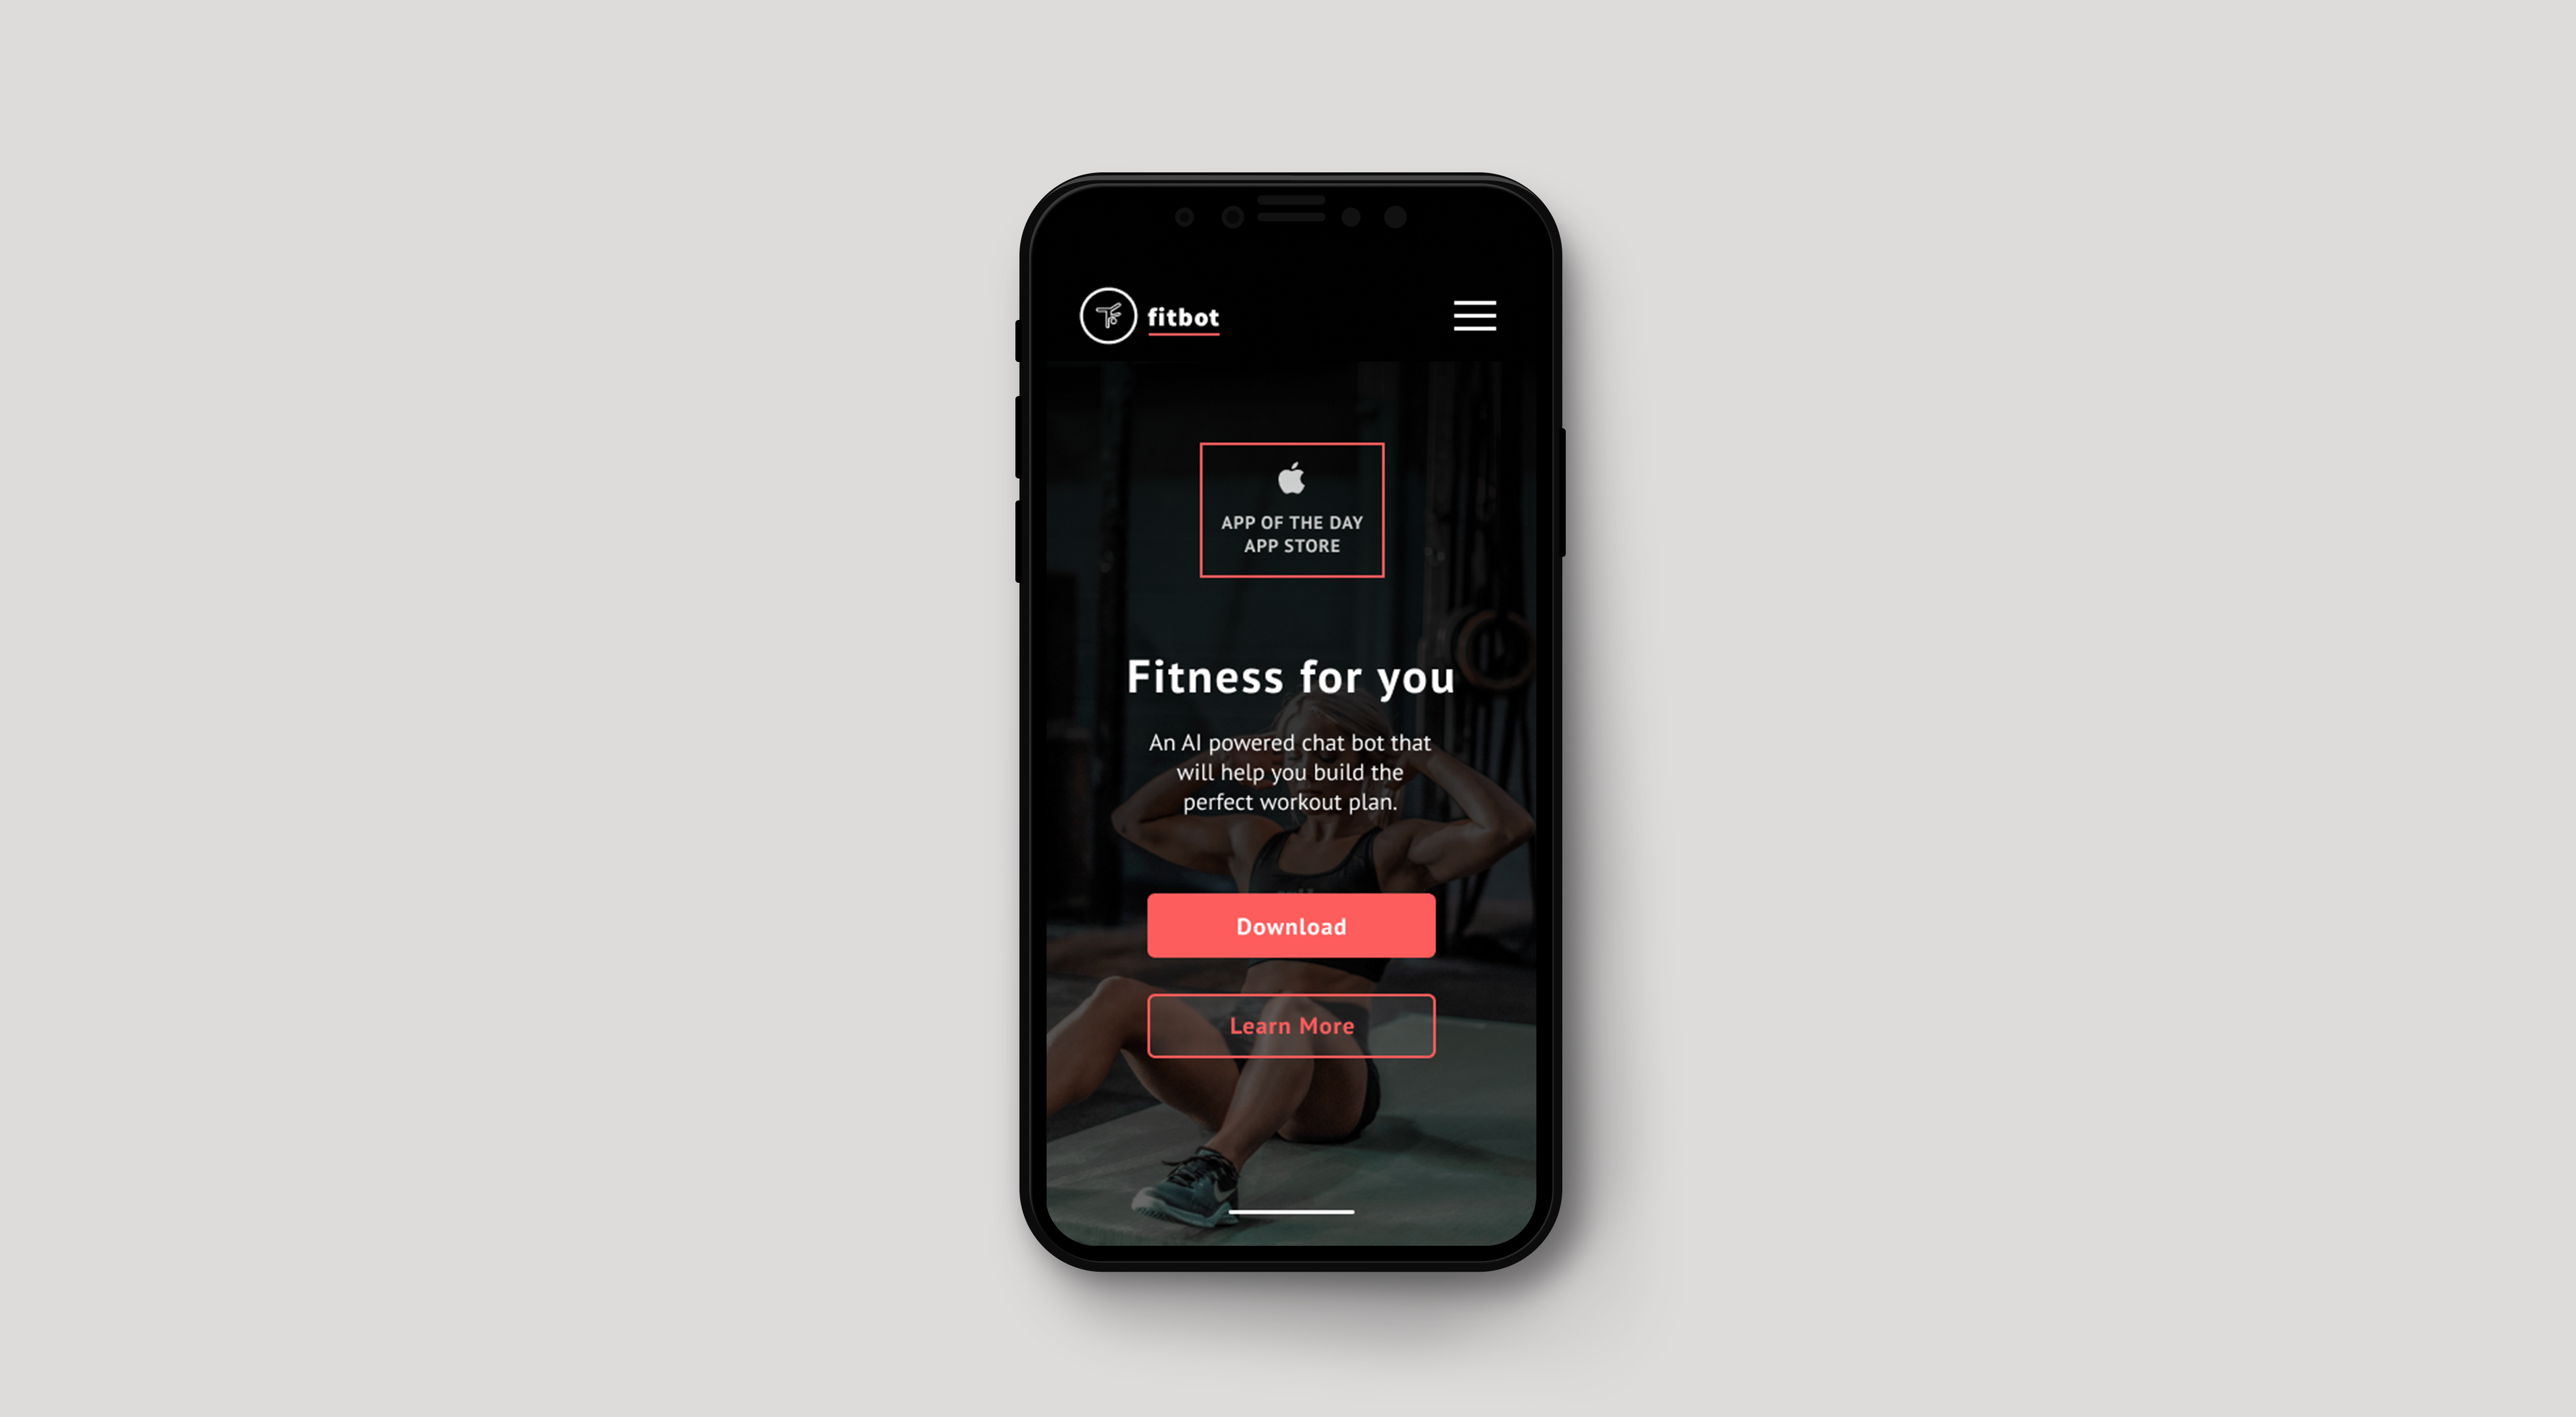 fitbot
APP OF THE DAY
APP STORE
Fitness for you
An AI powered chat bot that
will help you build the
perfect workout plan.
Download
Learn More